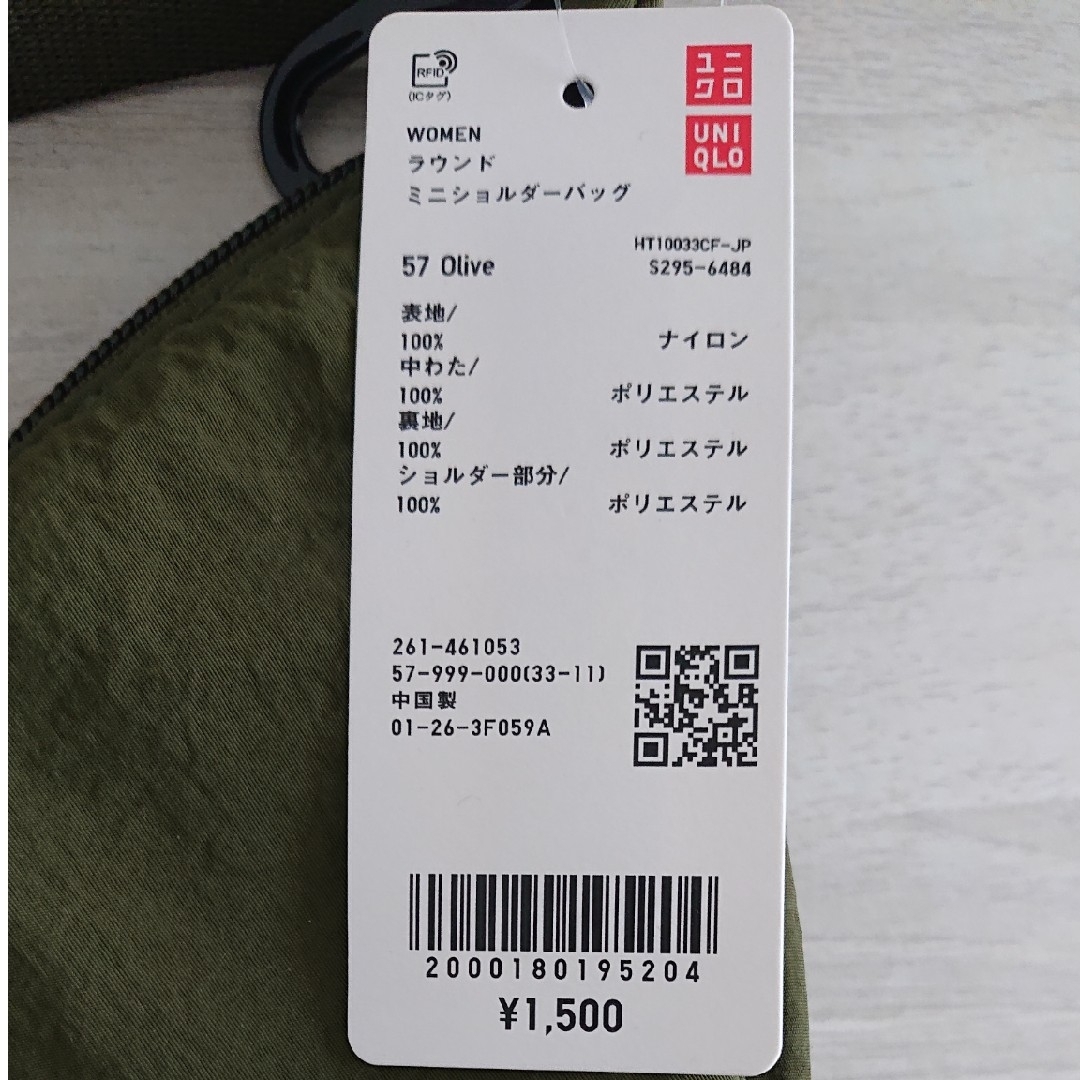 RFID
(ICタグ)
ユニ
クロ
UNI
QLO
WOMEN
ラウンド
ミニショルダーバッグ
HT10033CF-JP
57 Olive
S295-6484
表地/
100% ナイロン
中わた/
100% ポリエステル
裏地/
100% ポリエステル
ショルダー部分/
100% ポリエステル
261-461053
57-999-000(33-11)
中国製
01-26-3F059A
2000180195204
¥1,500